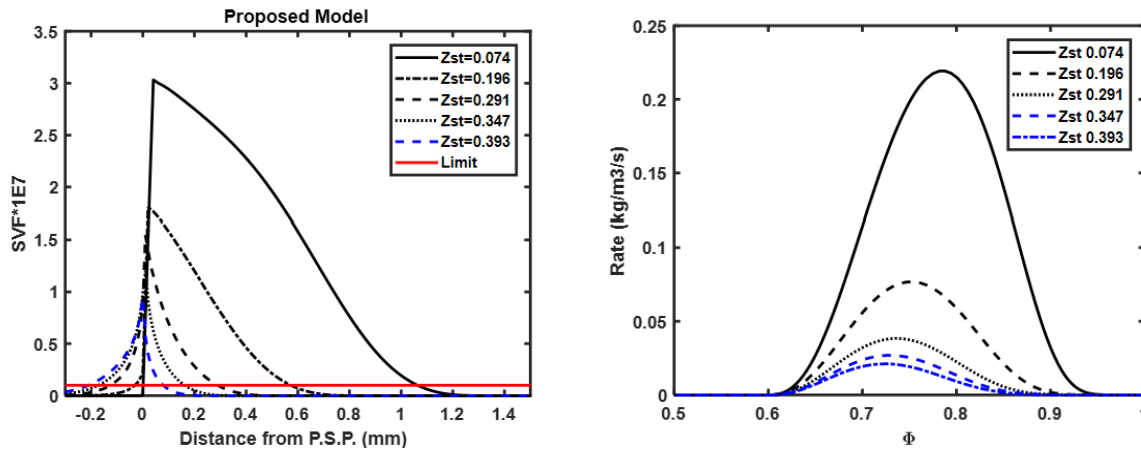 Proposed Model
3.5
3
2.5
2
1.5
1
0.5
0
SVF*1E7
-0.2
0
0.2
0.4
0.6
0.8
1
1.2
1.4
Distance from P.S.P. (mm)
Zst=0.074
Zst=0.196
Zst=0.291
Zst=0.347
Zst=0.393
Limit
0.25
0.2
0.15
0.1
0.05
0
Rate (kg/m3/s)
0.5
0.6
0.7
0.8
0.9
Φ
Zst 0.074
Zst 0.196
Zst 0.291
Zst 0.347
Zst 0.393